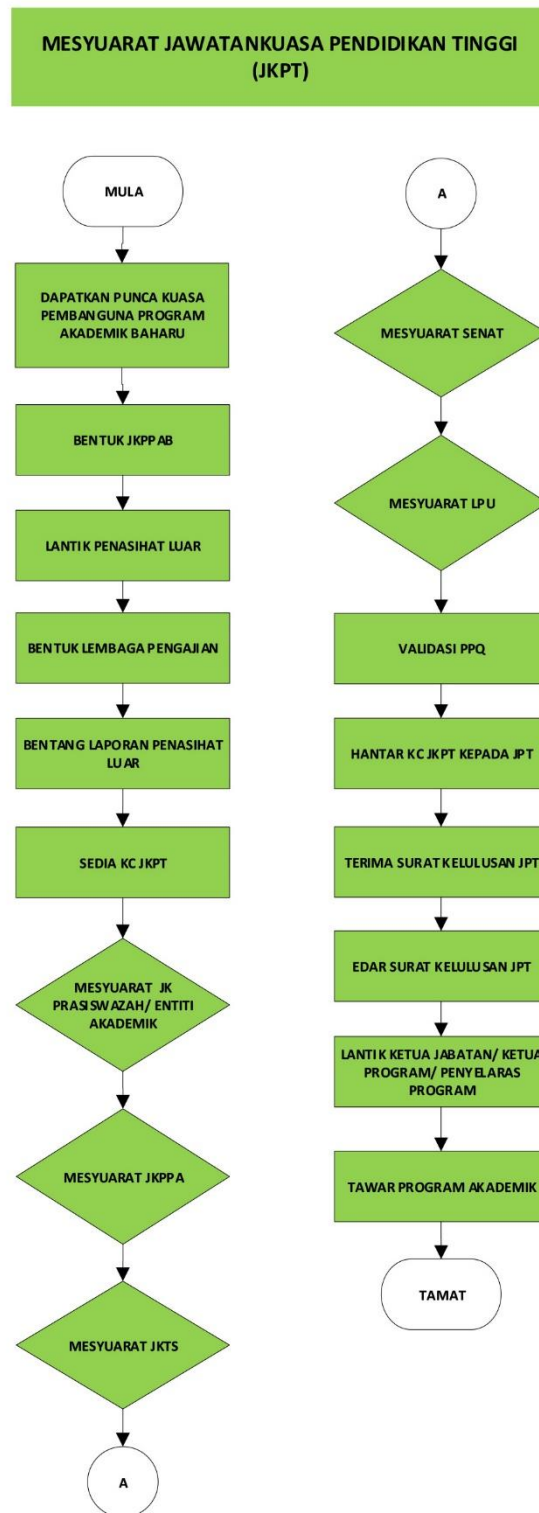 MESYUARAT JAWATANKUASA PENDIDIKAN TINGGI
(JKPT)
MULA
DAPATKAN PUNCA KUASA
PEMBANGUNA PROGRAM
AKADEMIK BAHARU
BENTUK JKPPAB
LANTIK PENASIHAT LUAR
BENTUK LEMBAGA PENGAJIAN
BENTANG LAPORAN PENASIHAT
LUAR
SEDIA KC JKPT
MESYUARAT JK
PRASISWAZAH/ ENTITI
AKADEMIK
MESYUARAT JKPPA
MESYUARAT JKTS
A
A
MESYUARAT SENAT
MESYUARAT LPU
VALIDASI PPQ
HANTAR KC JKPT KEPADA JPT
TERIMA SURAT KELULUSAN JPT
EDAR SURAT KELULUSAN JPT
LANTIK KETUA JABATAN/ KETUA
PROGRAM/ PENYELARAS
PROGRAM
TAWAR PROGRAM AKADEMIK
TAMAT